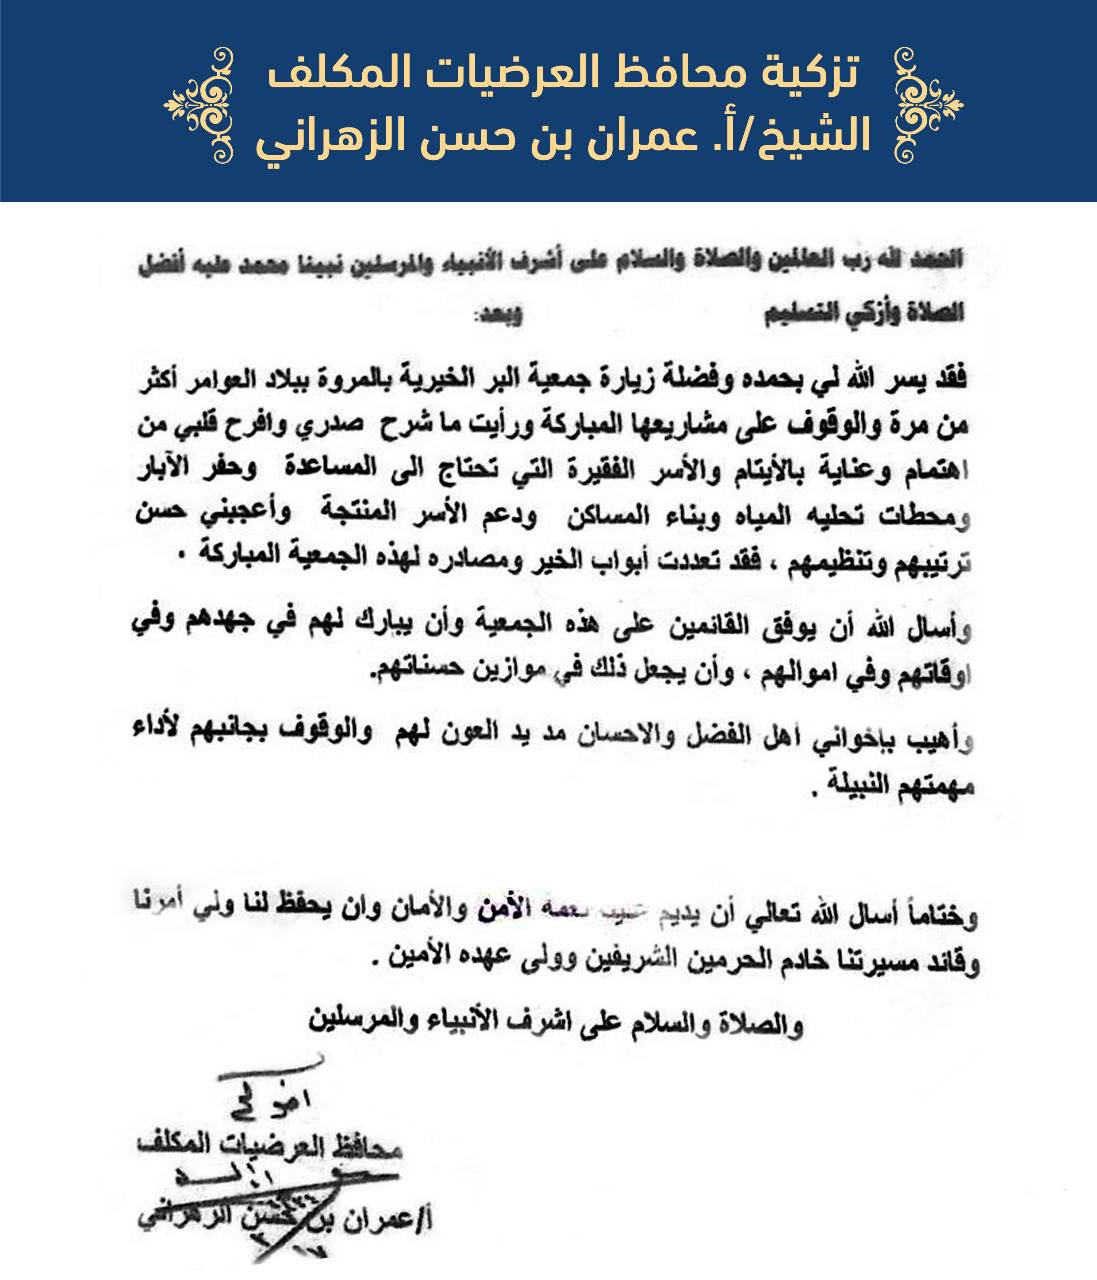 تزكية محافظ العرضيات المكلف
الشيخ/أ. عمران بن حسن الزهراني
الحمد لله رب العالمين والصلاة والسلام على أشرف الأنبياء والمرسلين نبينا محمد عليه أفضل
الصلاة وأزكي التسليم وبعد:
فقد يسر الله لي بحمده وفضلة زيارة جمعية البر الخيرية بالمروة ببلاد العوامر أكثر
من مرة والوقوف على مشاريعها المباركة ورأيت ما شرح صدري وافرح قلبي من
اهتمام وعناية بالأيتام والأسر الفقيرة التي تحتاج الى المساعدة وحفر الآبار
ومحطات تحليه المياه وبناء المساكن ودعم الأسر المنتجة وأعجبني حسن
ترتيبهم وتنظيمهم ، فقد تعددت أبواب الخير ومصادره لهذه الجمعية المباركة .
وأسال الله أن يوفق القائمين على هذه الجمعية وأن يبارك لهم في جهدهم وفي
اوقاتهم وفي اموالهم ، وأن يجعل ذلك في موازين حسناتهم.
وأهيب بإخواني اهل الفضل والاحسان مد يد العون لهم والوقوف بجانبهم لأداء
مهمتهم النبيلة .
وختاماً أسال الله تعالي أن يديم نعمة الأمن والأمان وان يحفظ لنا ولي أمرنا
وقائد مسيرتنا خادم الحرمين الشريفين وولى عهده الأمين .
والصلاة والسلام على اشرف الأنبياء والمرسلين
محافظ العرضيات المكلف
أ/عمران بن حسن الزهراني